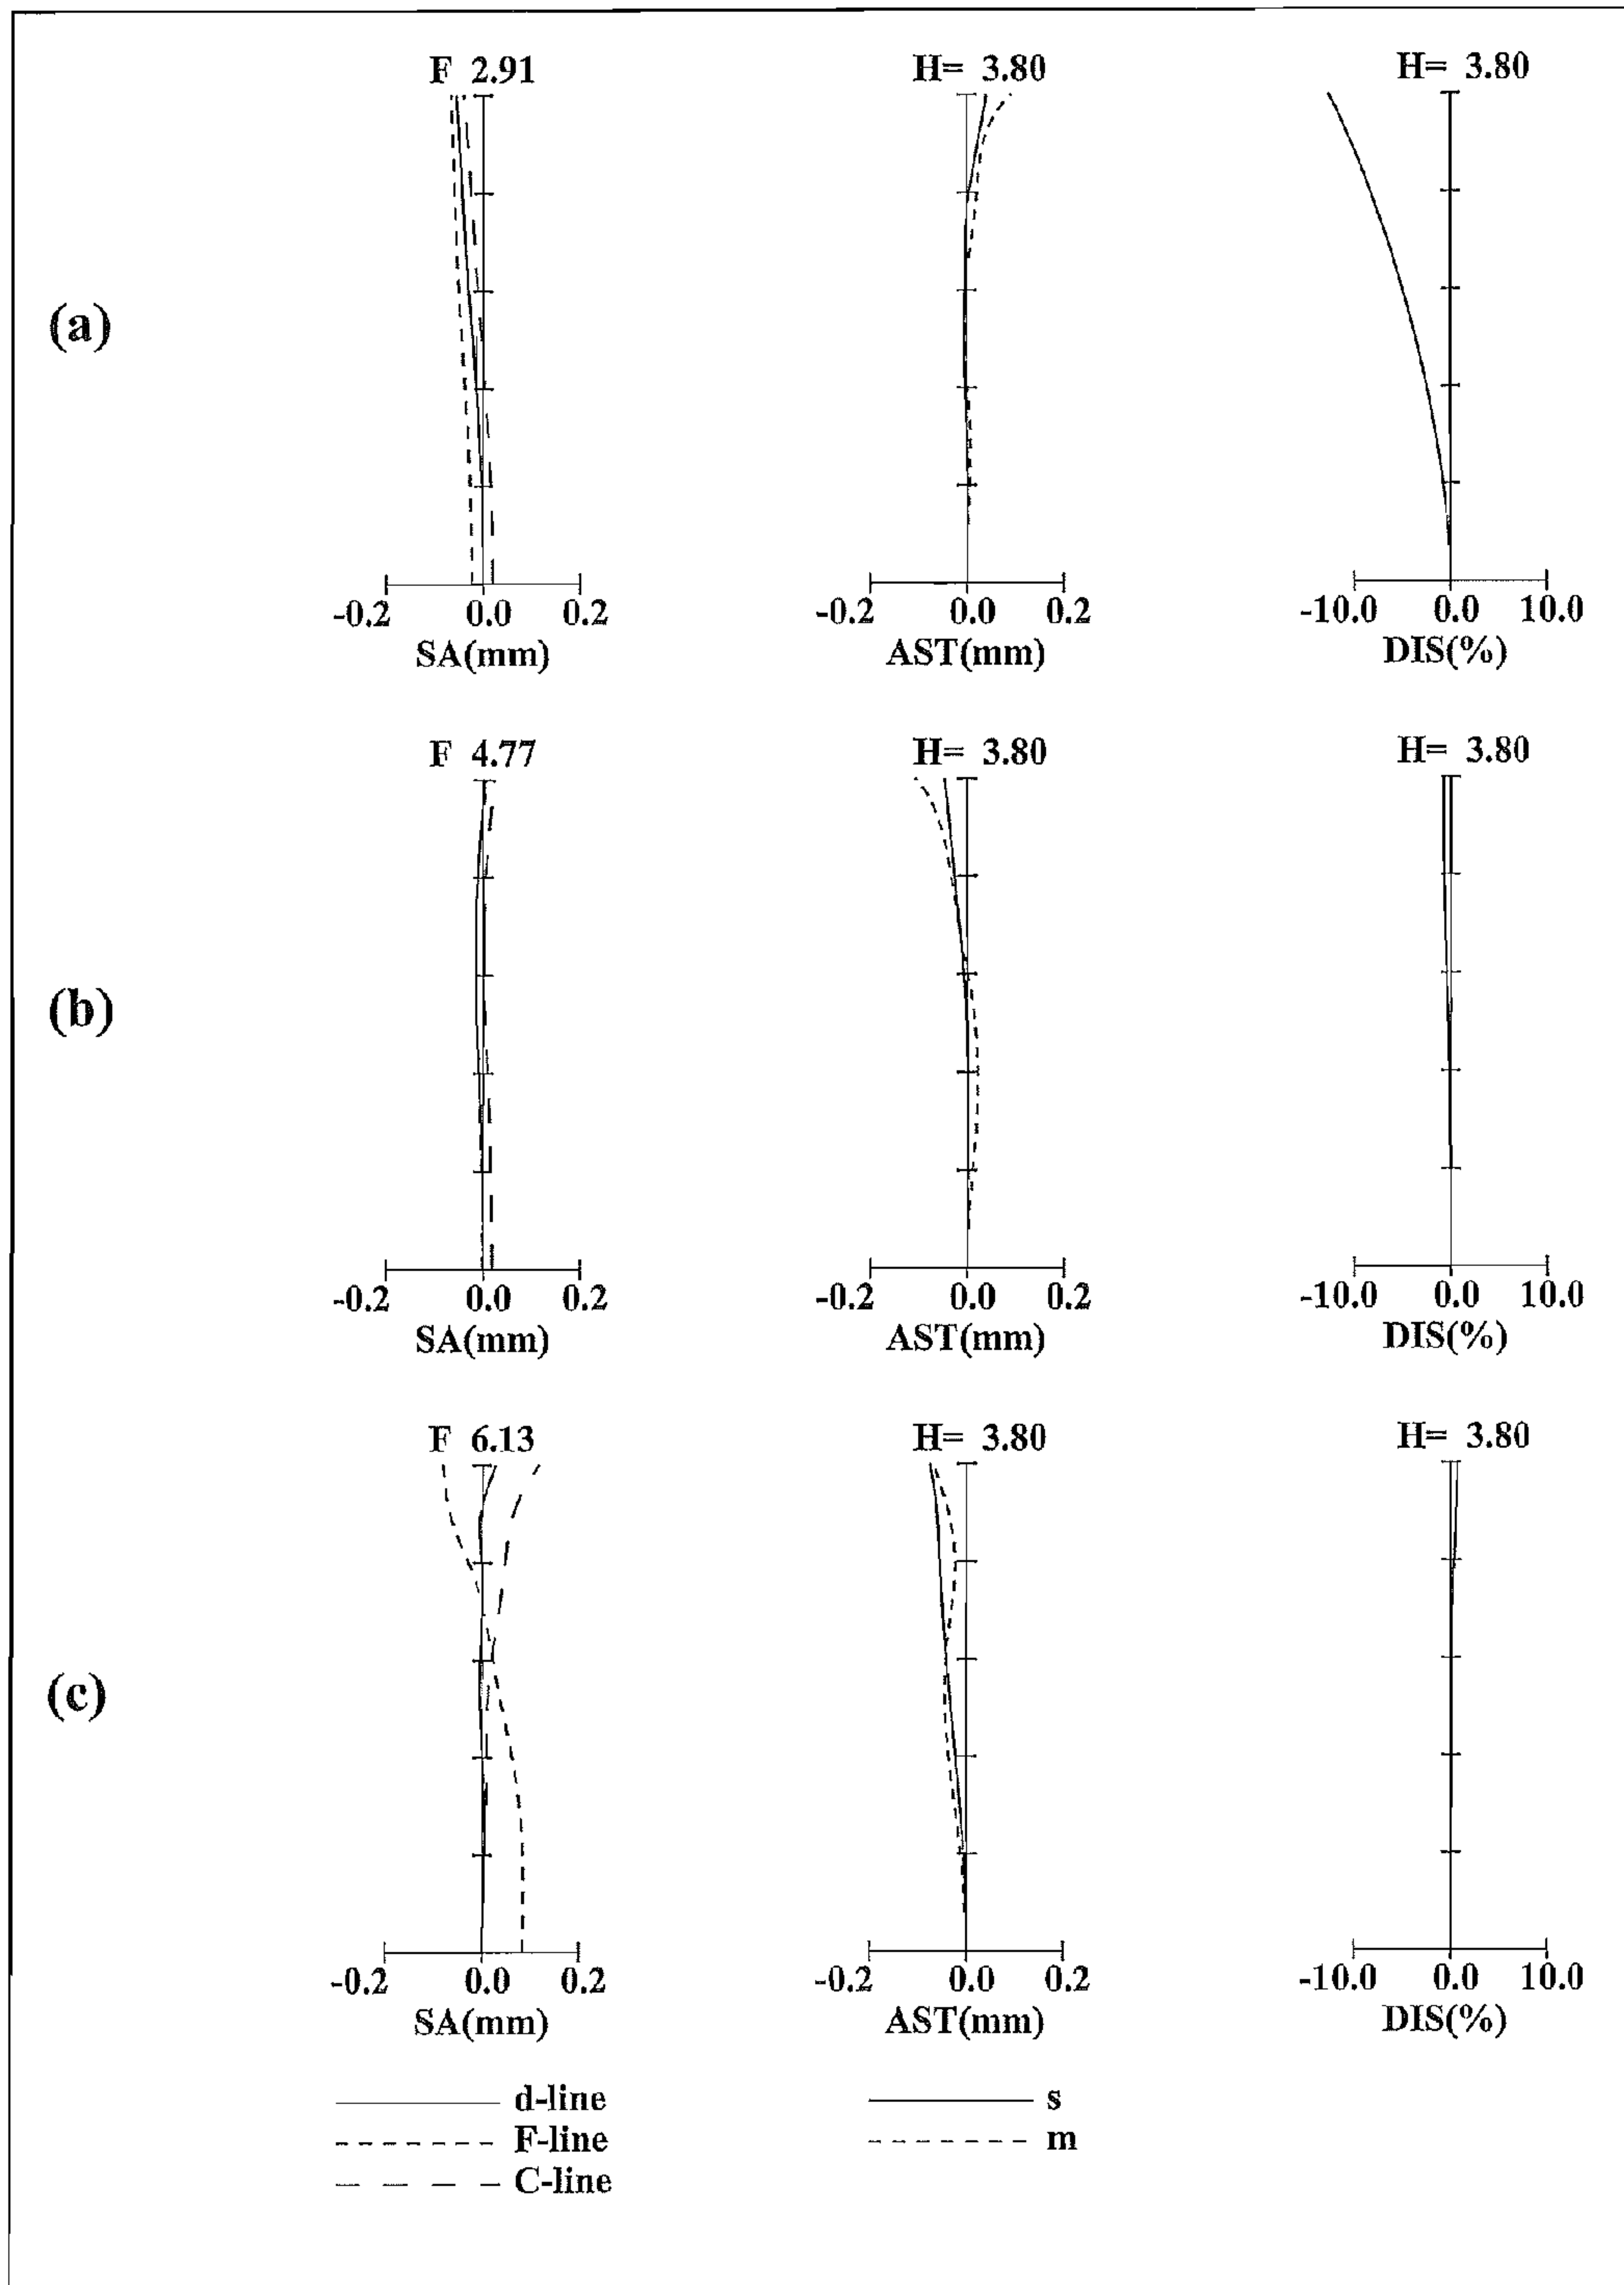 F 2.91
H= 3.80
H= 3.80
(a)
-0.2 0.0 0.2
SA(mm)
-0.2 0.0 0.2
AST(mm)
-10.0 0.0 10.0
DIS(%)
F 4.77
H= 3.80
H= 3.80
(b)
-0.2 0.0 0.2
SA(mm)
-0.2 0.0 0.2
AST(mm)
-10.0 0.0 10.0
DIS(%)
F 6.13
H= 3.80
H= 3.80
(c)
-0.2 0.0 0.2
SA(mm)
-0.2 0.0 0.2
AST(mm)
-10.0 0.0 10.0
DIS(%)
d-line
F-line
C-line
s
m